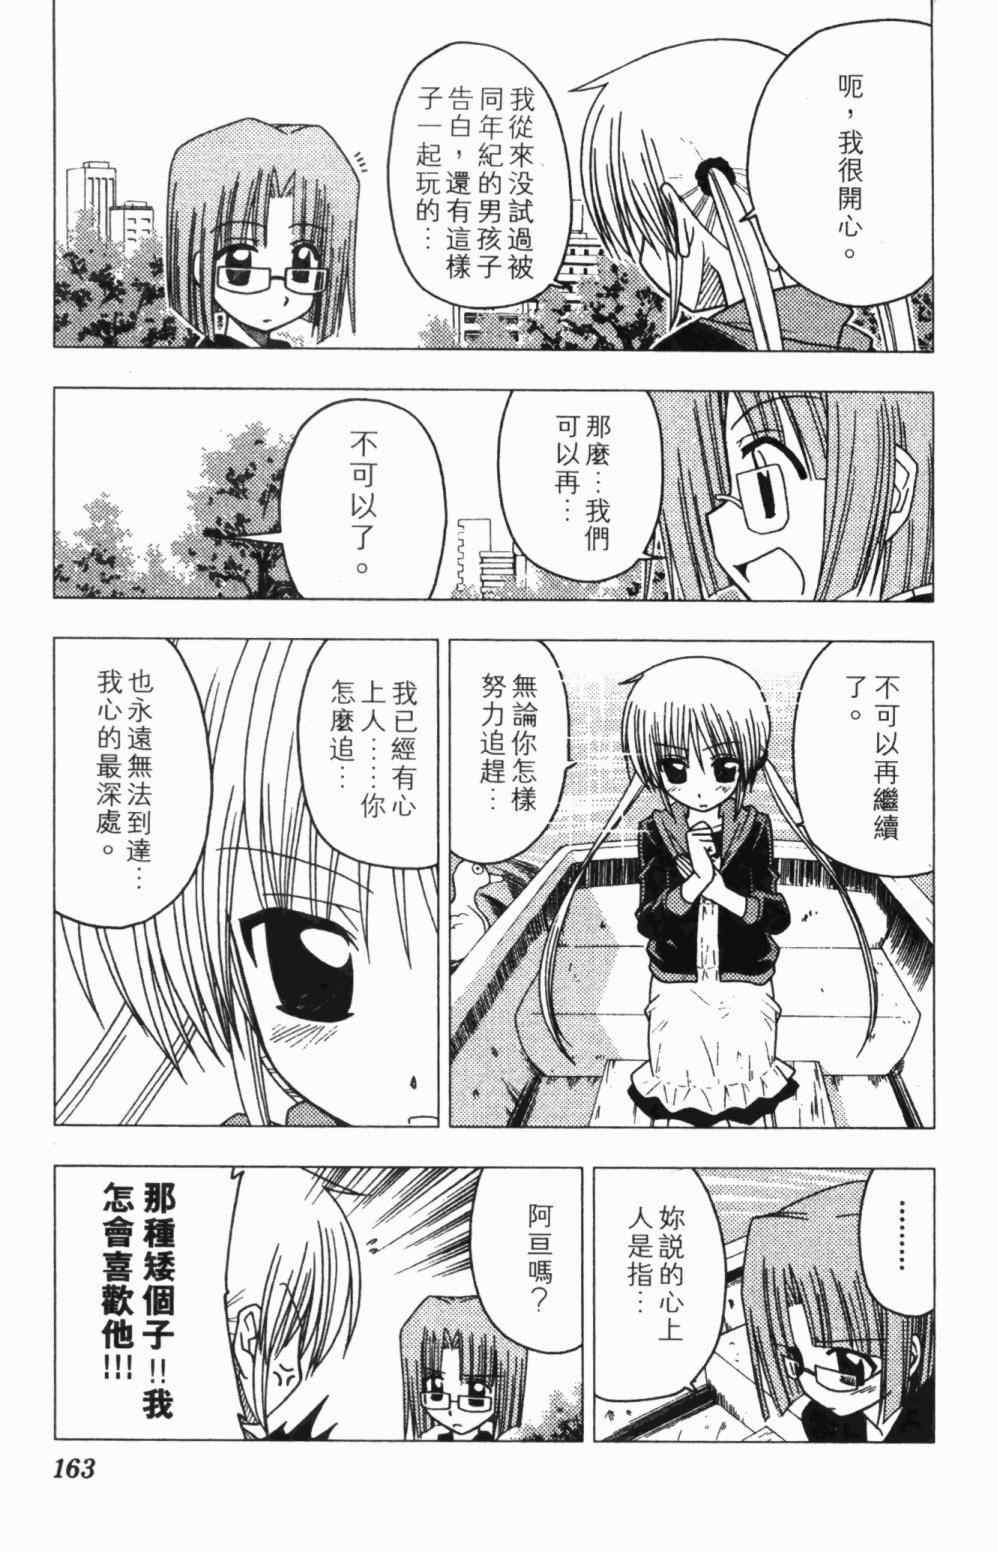 呃，我很開心。
我從來沒試過被
同年紀的男孩子
告白，還有這樣
子一起玩的…
那麼…我們
可以再…
不可以了。
不可以再繼續
了。
無論你怎樣
努力追趕…
我已經有心
上人……你
怎麼追…
也永遠無法到達…
我心的最深處。
………
妳説的心上
人是指…
阿亘嗎？
那種矮個子!!我
怎會喜歡他!!!
163